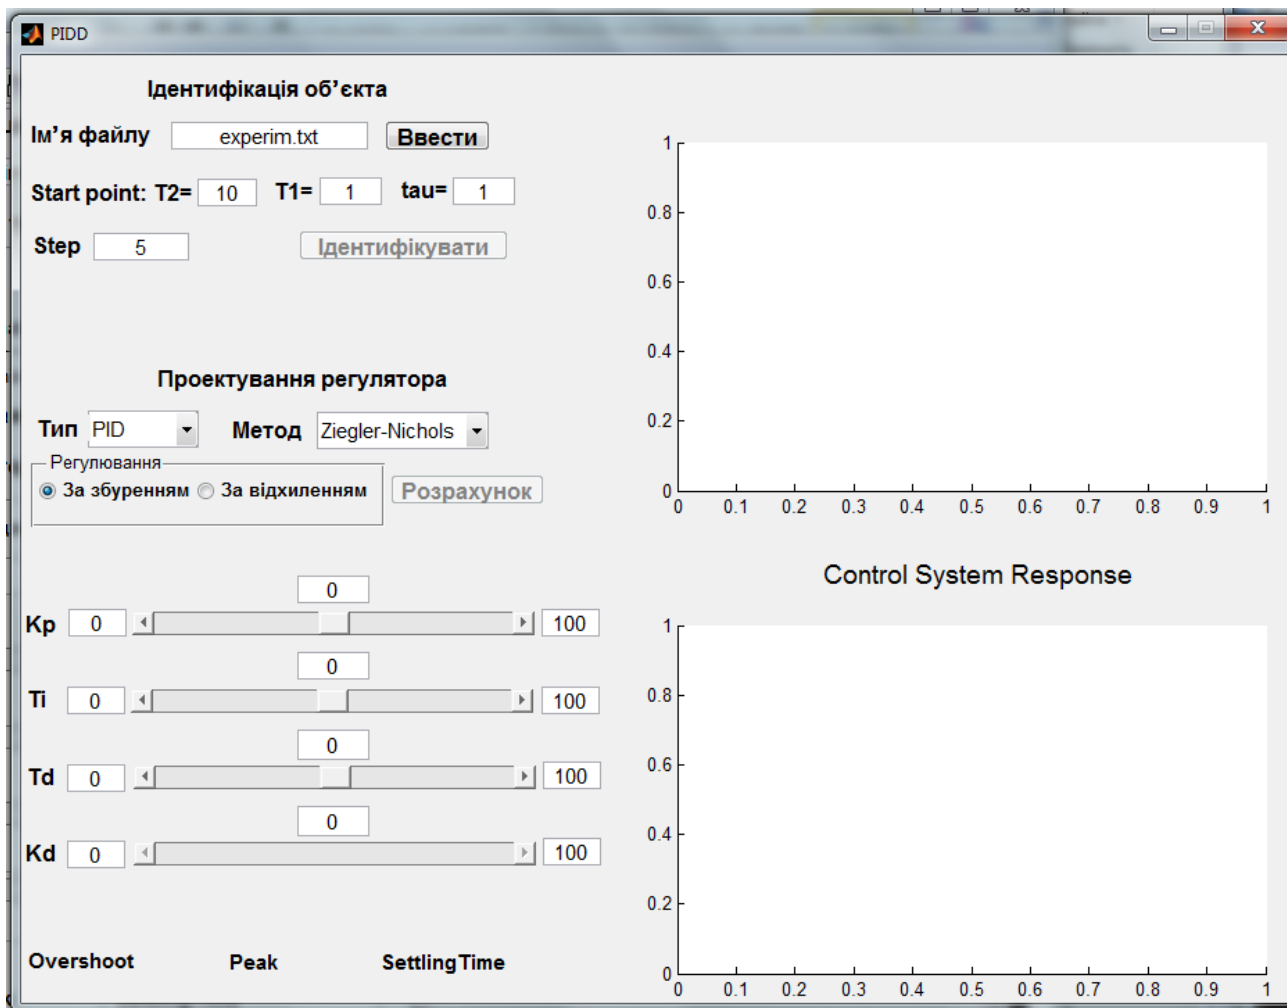 PIDD
Ідентифікація об’єкта
Ім’я файлу experim.txt Ввести
Start point: T2= 10 T1= 1 tau= 1
Step 5 Ідентифікувати
Проектування регулятора
Тип PID Метод Ziegler-Nichols
Регулювання
За збуренням За відхиленням Розрахунок
0
Kp 0 100
0
Ti 0 100
0
Td 0 100
0
Kd 0 100
Overshoot Peak SettlingTime
1
0.8
0.6
0.4
0.2
0
0 0.1 0.2 0.3 0.4 0.5 0.6 0.7 0.8 0.9 1
Control System Response
1
0.8
0.6
0.4
0.2
0
0 0.1 0.2 0.3 0.4 0.5 0.6 0.7 0.8 0.9 1